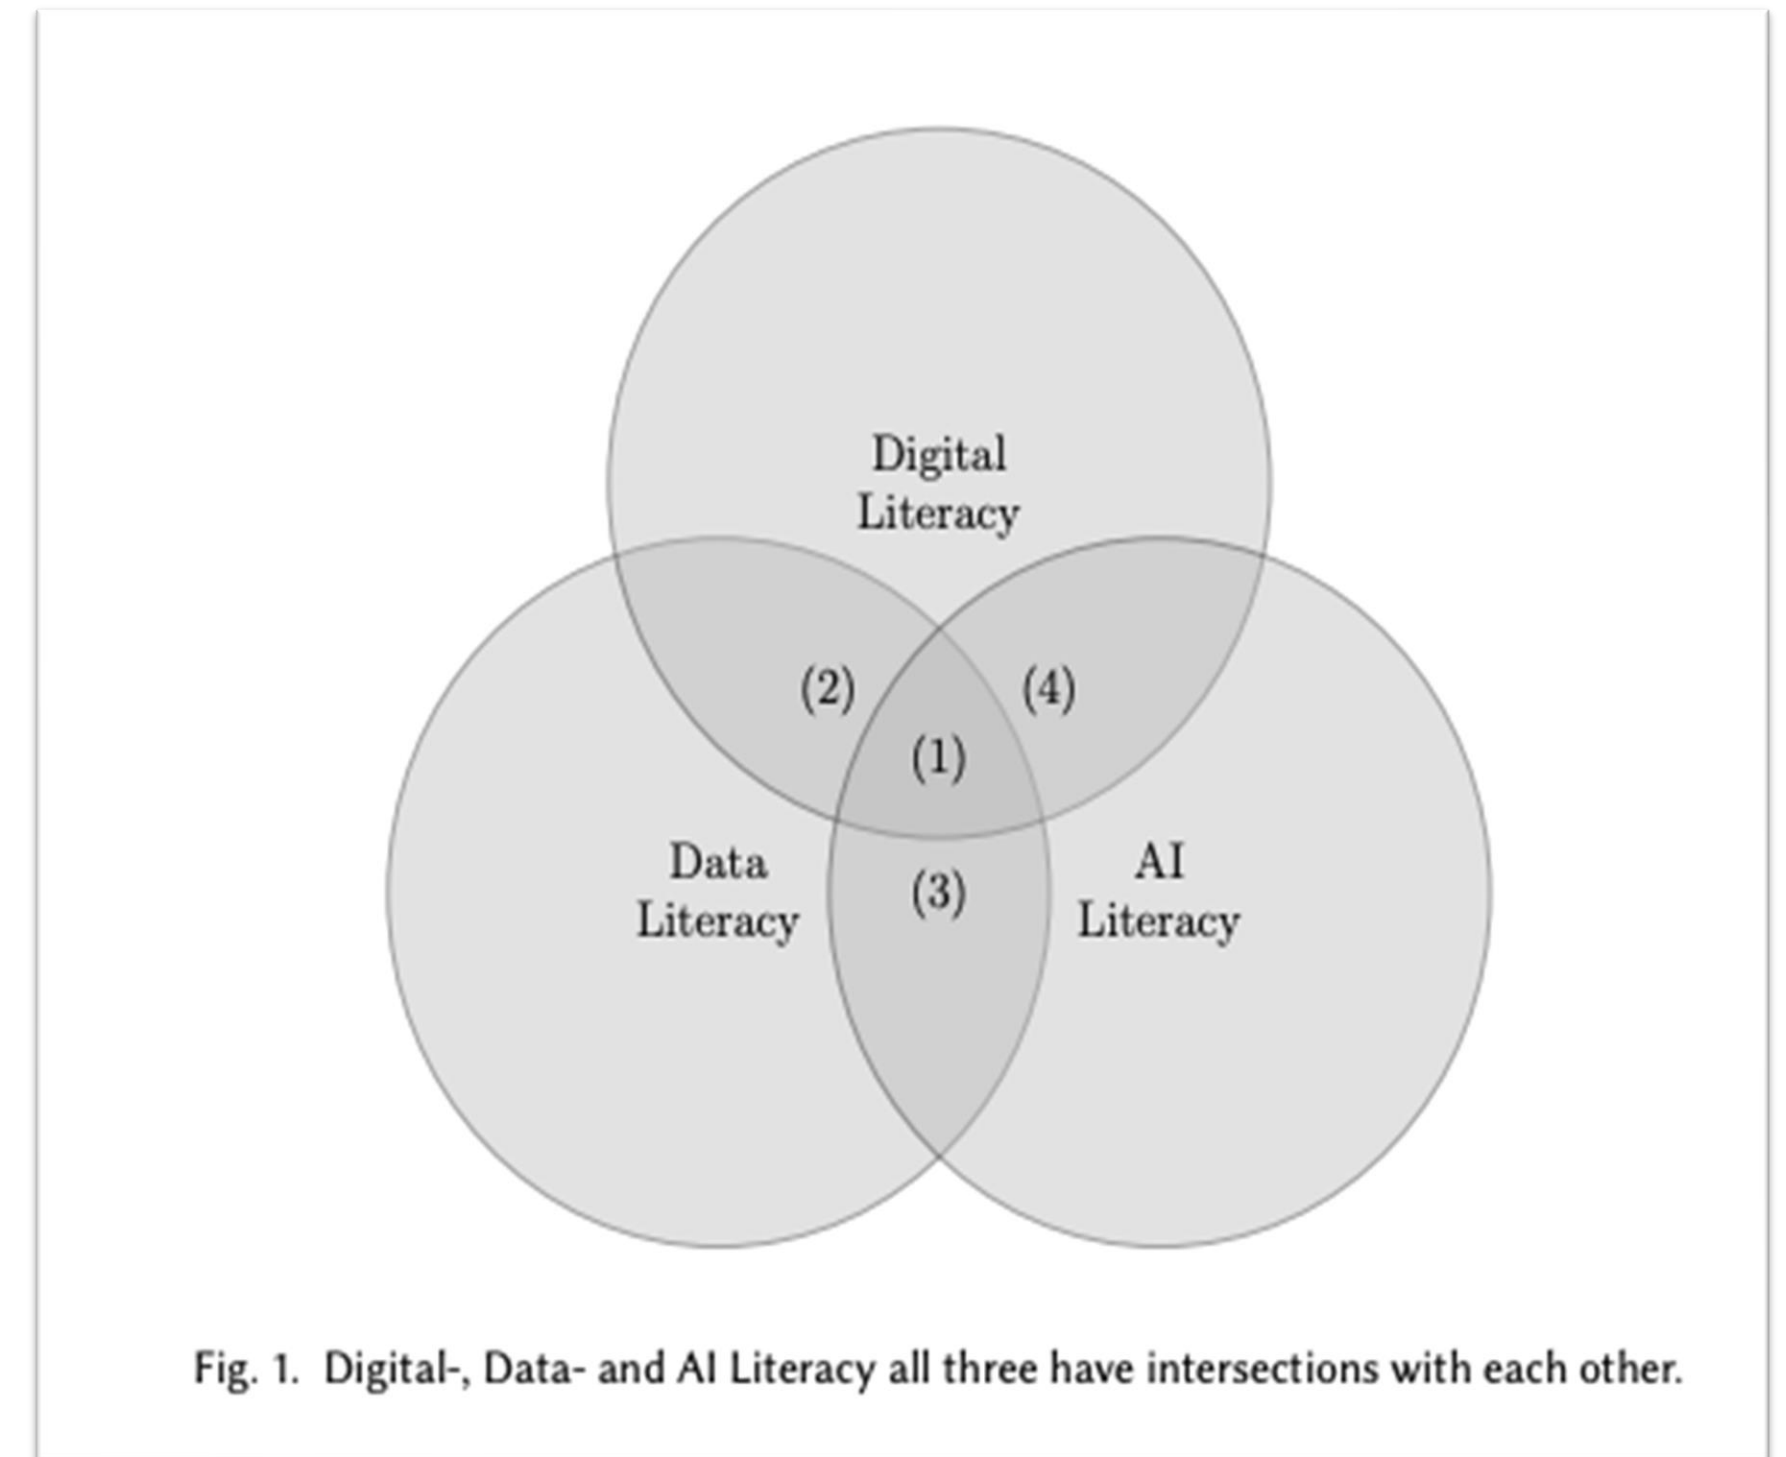 Digital
Literacy
(2)
(4)
(1)
Data
Literacy
(3)
AI
Literacy
Fig. 1. Digital-, Data- and AI Literacy all three have intersections with each other.